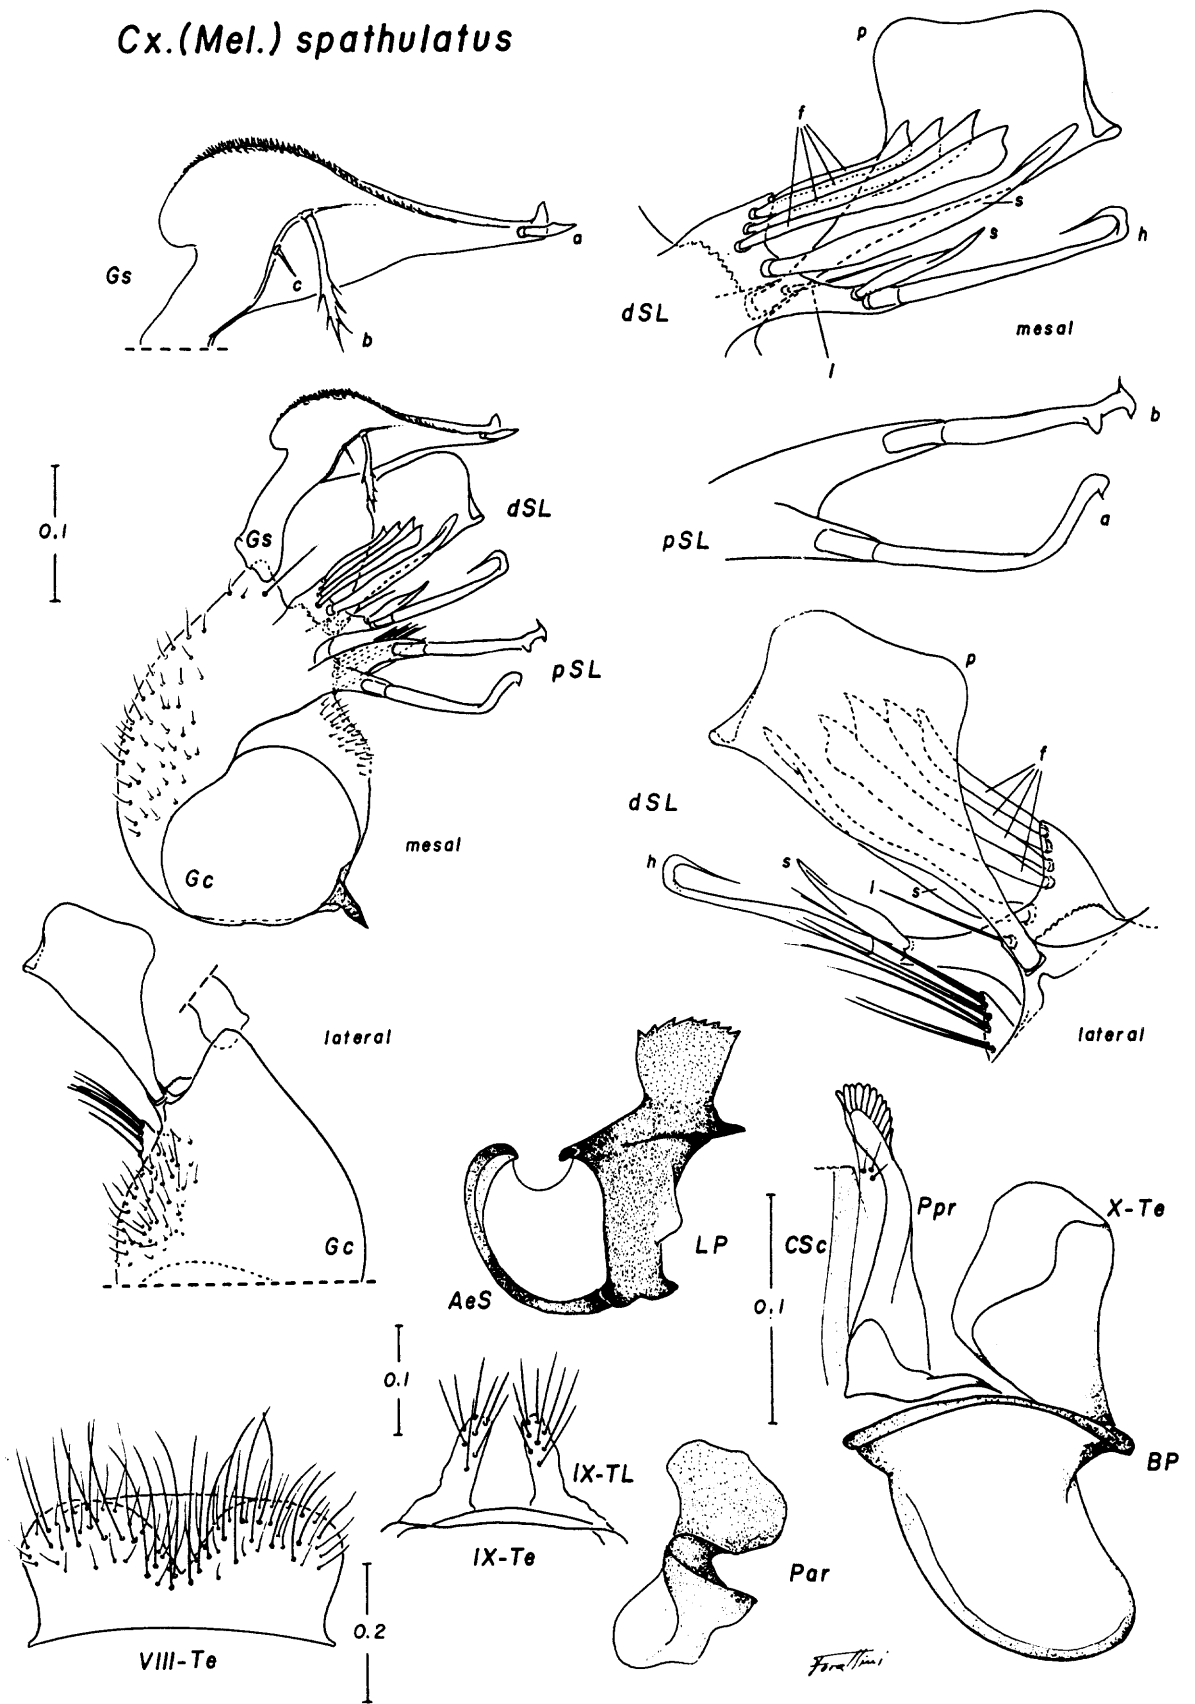 Cx.(Mel.) spathulatus
p
f
s
s
h
dSL
l
mesal
Gs
a
c
b
b
a
pSL
0.1
Gs
dSL
pSL
mesal
Gc
p
f
dSL
h
s
l
s
lateral
lateral
Gc
LP
AeS
CSc
Ppr
X-Te
0.1
BP
0.1
IX-TL
IX-Te
Par
VIII-Te
0.2
Forattini